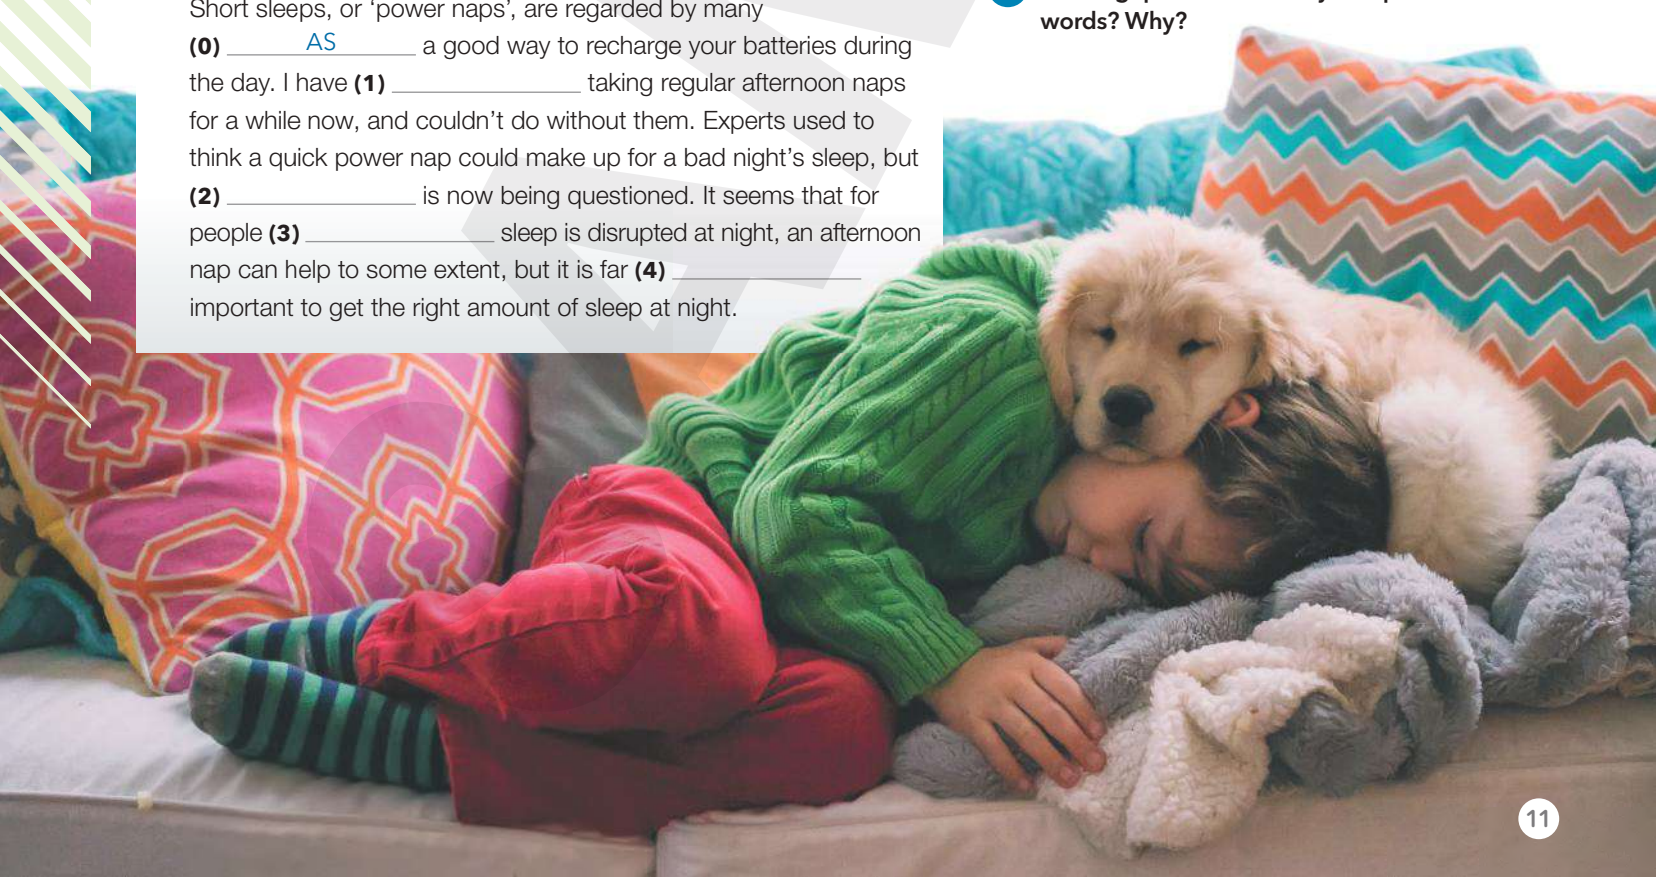 Short sleeps, or ‘power naps’, are regarded by many
(0) AS a good way to recharge your batteries during
the day. I have (1) taking regular afternoon naps
for a while now, and couldn’t do without them. Experts used to
think a quick power nap could make up for a bad night’s sleep, but
(2) is now being questioned. It seems that for
people (3) sleep is disrupted at night, an afternoon
nap can help to some extent, but it is far (4)
important to get the right amount of sleep at night.
words? Why?
11